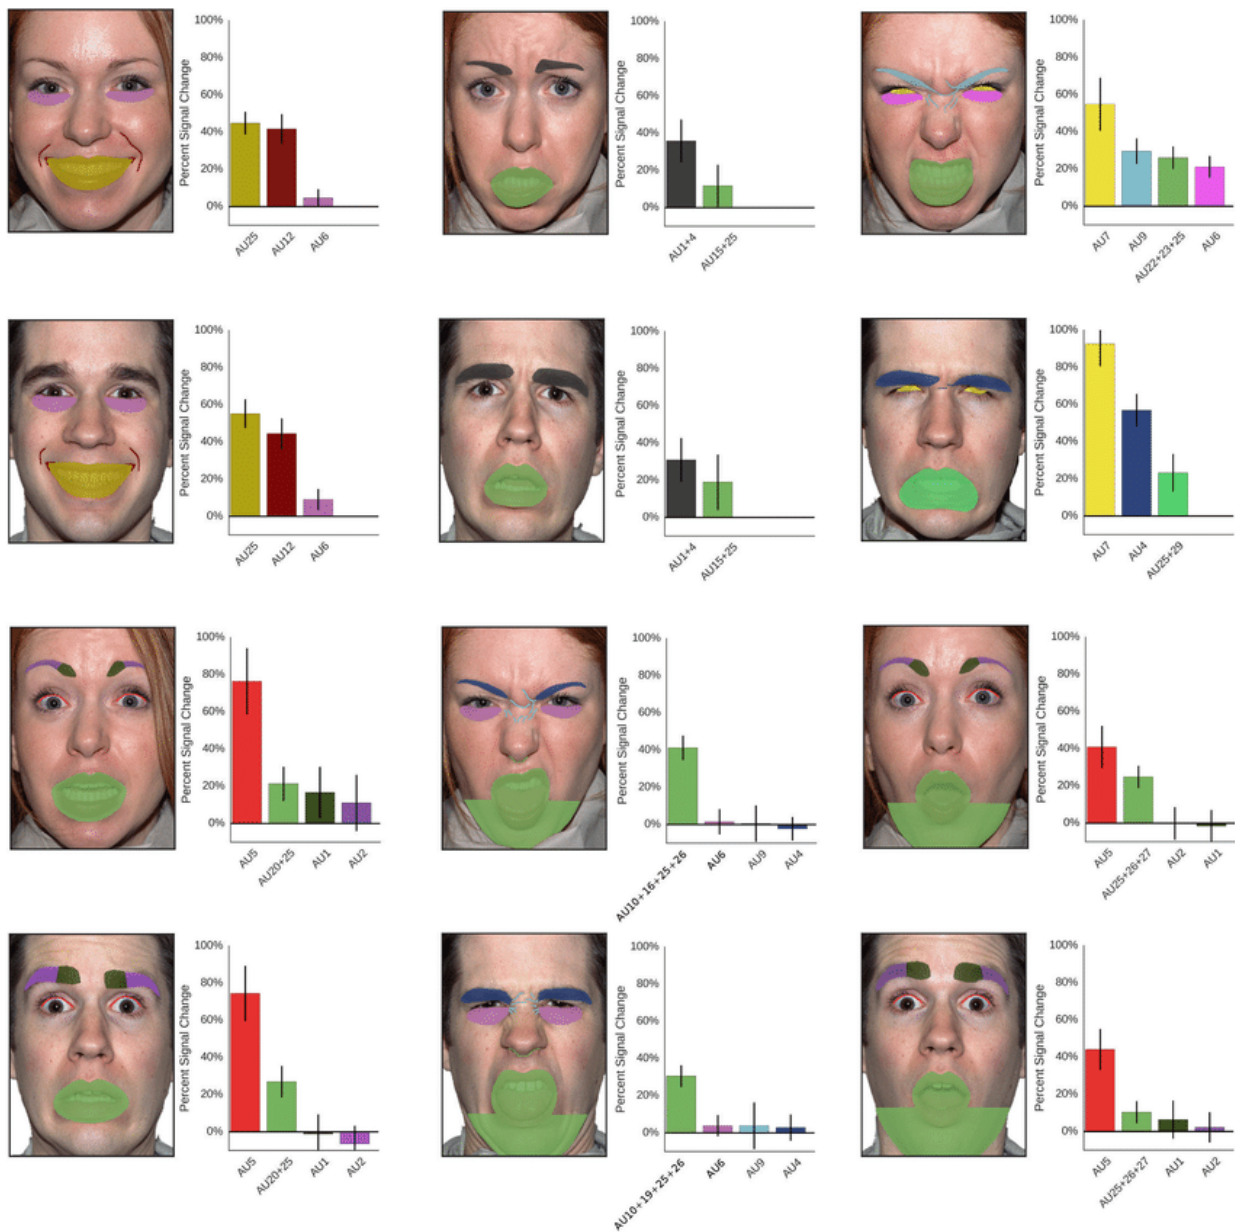 100%
80%
60%
40%
20%
0%
Percent Signal Change
AU25
AU12
AU6
100%
80%
60%
40%
20%
0%
Percent Signal Change
AU1+4
AU15+25
100%
80%
60%
40%
20%
0%
Percent Signal Change
AU7
AU9
AU22+23+25
AU6
100%
80%
60%
40%
20%
0%
Percent Signal Change
AU25
AU12
AU6
100%
80%
60%
40%
20%
0%
Percent Signal Change
AU1+4
AU15+25
100%
80%
60%
40%
20%
0%
Percent Signal Change
AU7
AU4
AU25+29
100%
80%
60%
40%
20%
0%
Percent Signal Change
AU5
AU20+25
AU1
AU2
100%
80%
60%
40%
20%
0%
Percent Signal Change
AU10+16+25+26
AU6
AU9
AU4
100%
80%
60%
40%
20%
0%
Percent Signal Change
AU5
AU25+26+27
AU2
AU1
100%
80%
60%
40%
20%
0%
Percent Signal Change
AU5
AU20+25
AU1
AU2
100%
80%
60%
40%
20%
0%
Percent Signal Change
AU10+19+25+26
AU6
AU9
AU4
100%
80%
60%
40%
20%
0%
Percent Signal Change
AU5
AU25+26+27
AU1
AU2